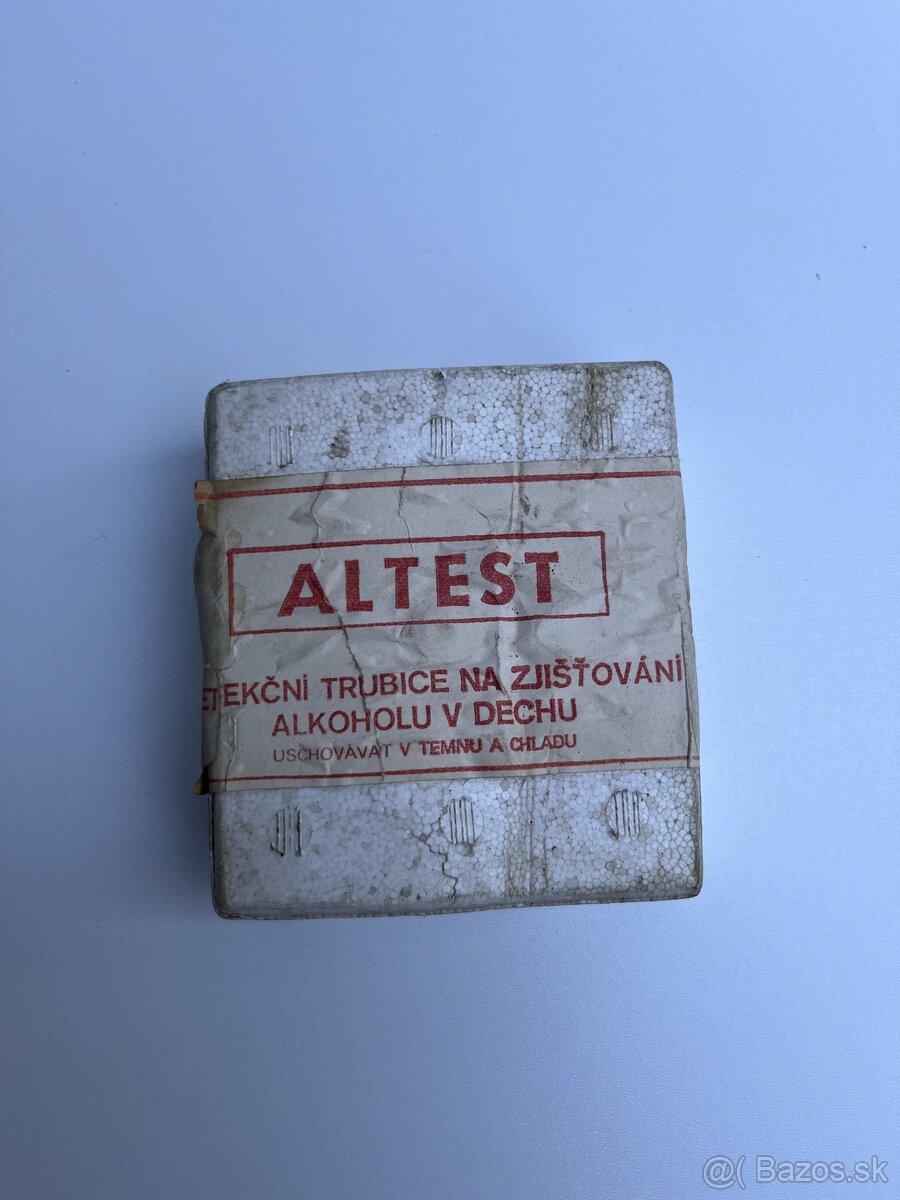 ALTEST
ETEKČNÍ TRUBICE NA ZJIŠŤOVÁNÍ
ALKOHOLU V DECHU
USCHOVÁVAT V TEMNU A CHLADU
@( Bazos.sk